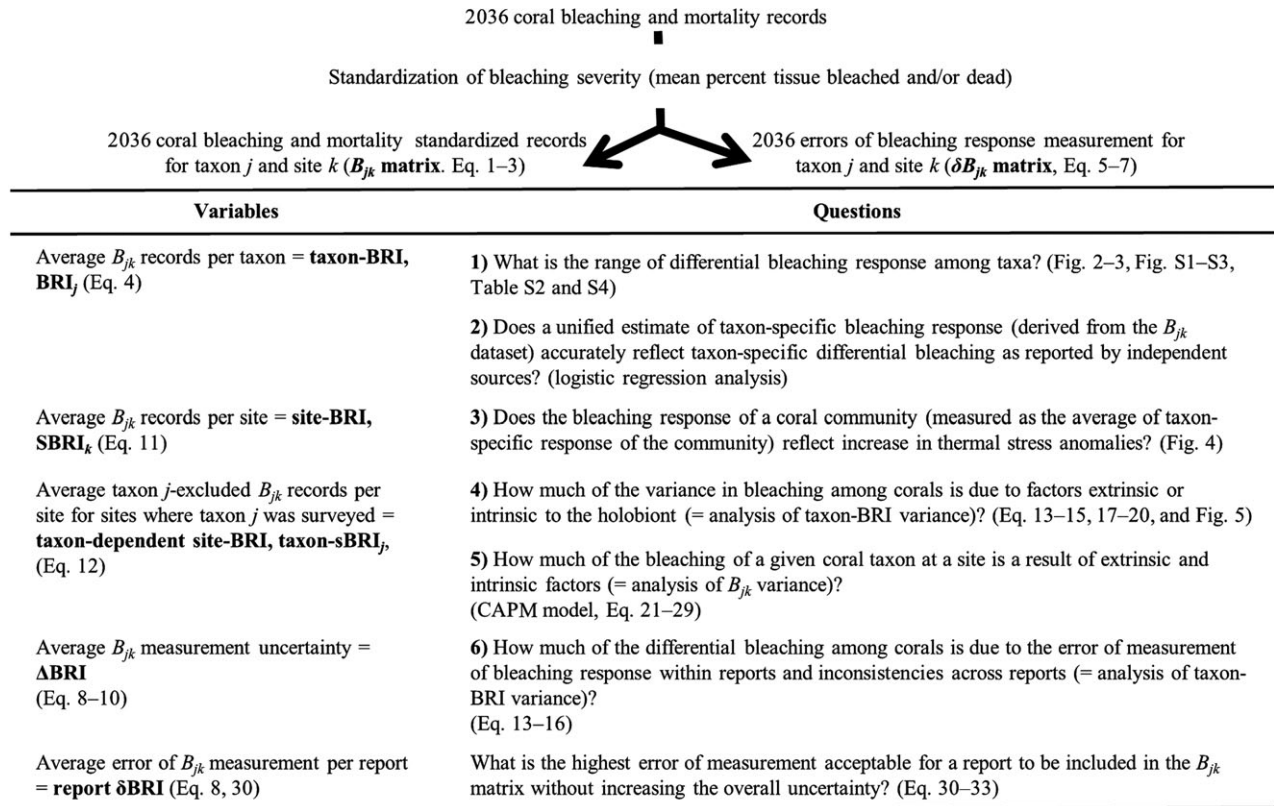 2036 coral bleaching and mortality records
Standardization of bleaching severity (mean percent tissue bleached and/or dead)
2036 coral bleaching and mortality standardized records
for taxon j and site k (Bjk matrix. Eq. 1–3)
2036 errors of bleaching response measurement for
taxon j and site k (δBjk matrix, Eq. 5–7)
Variables
Questions
Average Bjk records per taxon = taxon-BRI,
BRIj (Eq. 4)
1) What is the range of differential bleaching response among taxa? (Fig. 2–3, Fig. S1–S3,
Table S2 and S4)
2) Does a unified estimate of taxon-specific bleaching response (derived from the Bjk
dataset) accurately reflect taxon-specific differential bleaching as reported by independent
sources? (logistic regression analysis)
Average Bjk records per site = site-BRI,
SBRIk (Eq. 11)
3) Does the bleaching response of a coral community (measured as the average of taxon-
specific response of the community) reflect increase in thermal stress anomalies? (Fig. 4)
Average taxon j-excluded Bjk records per
site for sites where taxon j was surveyed =
taxon-dependent site-BRI, taxon-sBRIj,
(Eq. 12)
4) How much of the variance in bleaching among corals is due to factors extrinsic or
intrinsic to the holobiont (= analysis of taxon-BRI variance)? (Eq. 13–15, 17–20, and Fig. 5)
5) How much of the bleaching of a given coral taxon at a site is a result of extrinsic and
intrinsic factors (= analysis of Bjk variance)?
(CAPM model, Eq. 21–29)
Average Bjk measurement uncertainty =
ΔBRI
(Eq. 8–10)
6) How much of the differential bleaching among corals is due to the error of measurement
of bleaching response within reports and inconsistencies across reports (= analysis of taxon-
BRI variance)?
(Eq. 13–16)
Average error of Bjk measurement per report
= report δBRI (Eq. 8, 30)
What is the highest error of measurement acceptable for a report to be included in the Bjk
matrix without increasing the overall uncertainty? (Eq. 30–33)